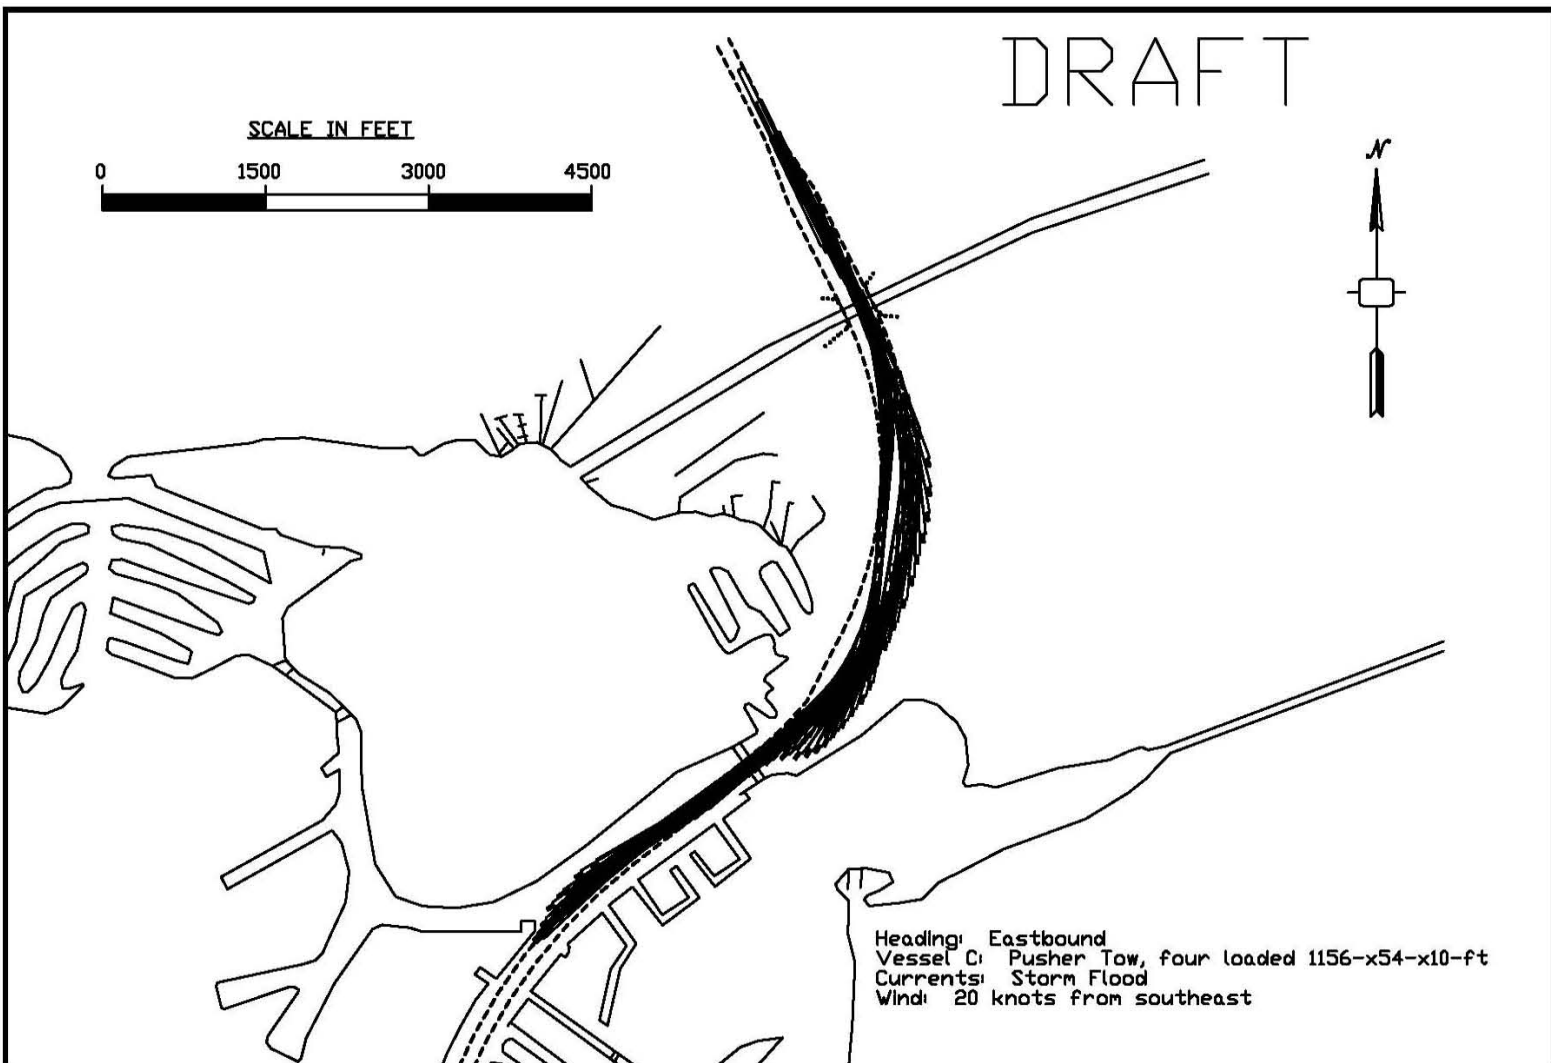 DRAFT
SCALE IN FEET
0 1500 3000 4500
N
Heading: Eastbound
Vessel C: Pusher Tow, four loaded 1156-x54-x10-ft
Currents: Storm Flood
Wind: 20 knots from southeast